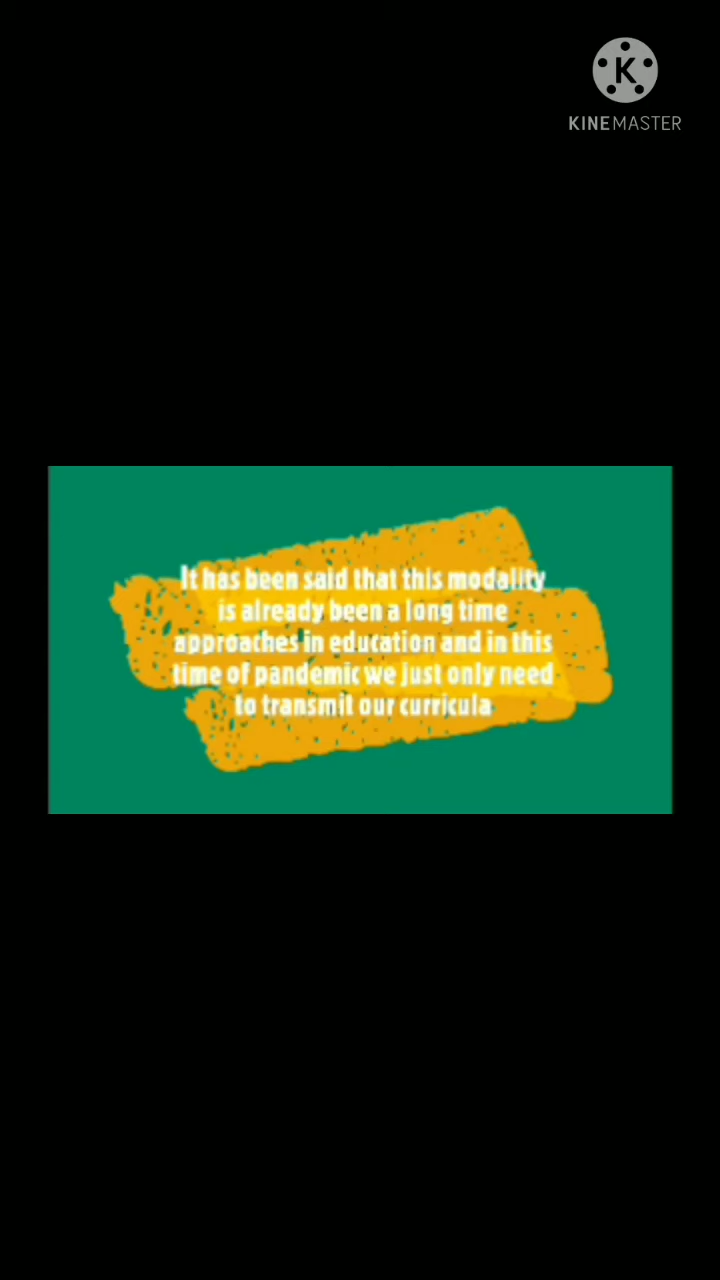 K
KINEMASTER
It has been said that this modality
is already been a long time
approaches in education and in this
time of pandemic we just only need
to transmit our curricula